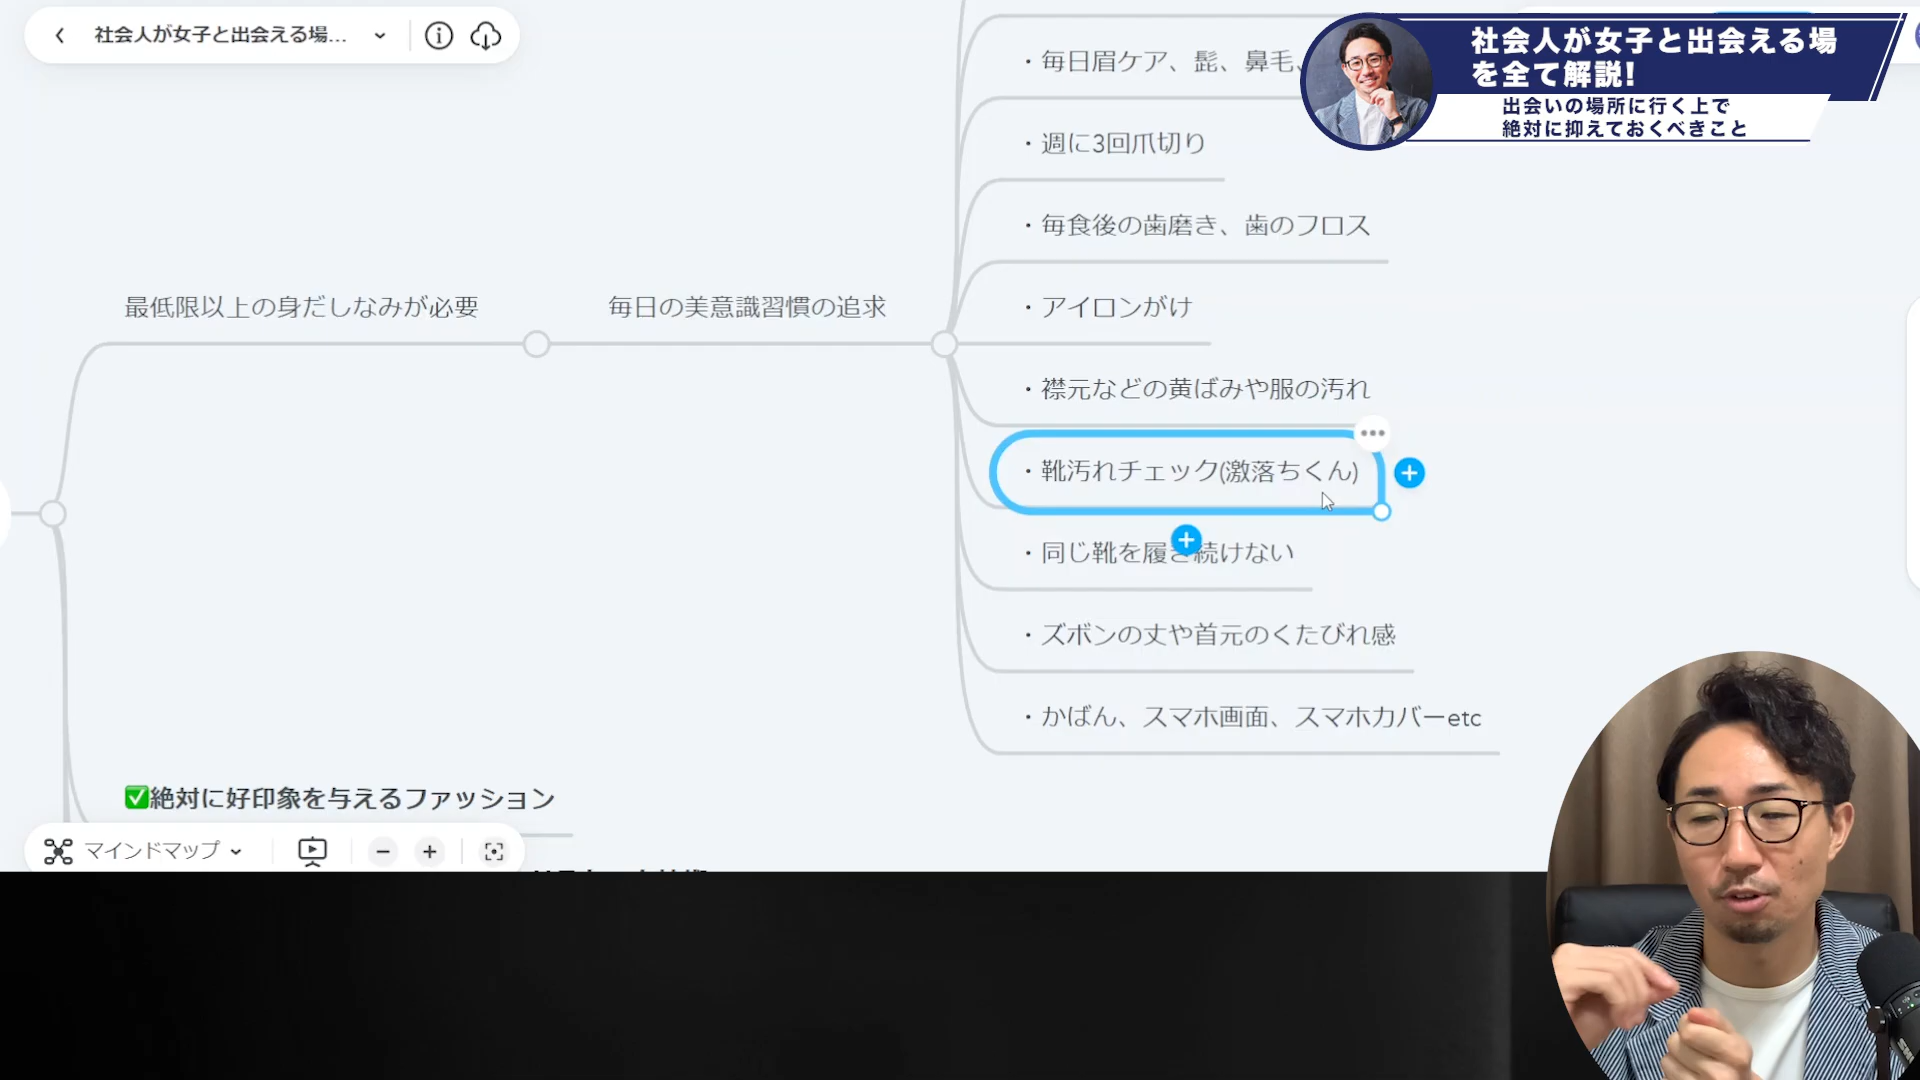 社会人が女子と出会える場...
社会人が女子と出会える場
を全て解説!
出会いの場所に行く上で
絶対に抑えておくべきこと
・毎日眉ケア、髭、鼻毛、
・週に3回爪切り
・毎食後の歯磨き、歯のフロス
最低限以上の身だしなみが必要
毎日の美意識習慣の追求
・アイロンがけ
・襟元などの黄ばみや服の汚れ
・靴汚れチェック(激落ちくん)
・同じ靴を履き続けない
・ズボンの丈や首元のくたびれ感
・かばん、スマホ画面、スマホカバーetc
✅絶対に好印象を与えるファッション
マインドマップ